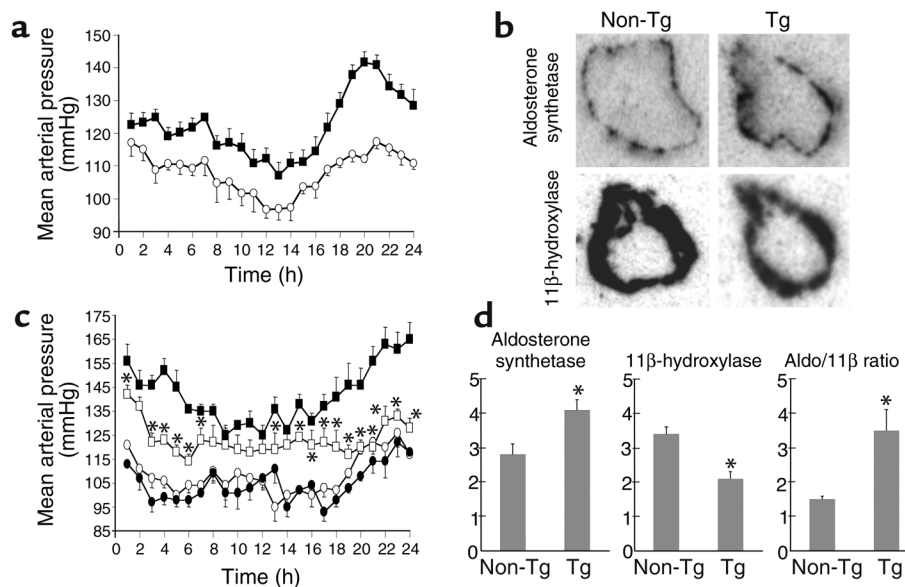 a
Mean arterial pressure
(mmHg)
150
140
130
120
110
100
90
0 2 4 6 8 10 12 14 16 18 20 22 24
Time (h)
b
Non-Tg Tg
Aldosterone
synthetase
11β-hydroxylase
c
Mean arterial pressure
(mmHg)
175
165
155
145
135
125
115
105
95
85
* * * * * * * * * * * * * * * * *
0 2 4 6 8 10 12 14 16 18 20 22 24
Time (h)
d
Aldosterone
synthetase
5
4
3
2
1
0
*
Non-Tg Tg
11β-hydroxylase
5
4
3
2
1
0
*
Non-Tg Tg
Aldo/11β ratio
5
4
3
2
1
0
*
Non-Tg Tg